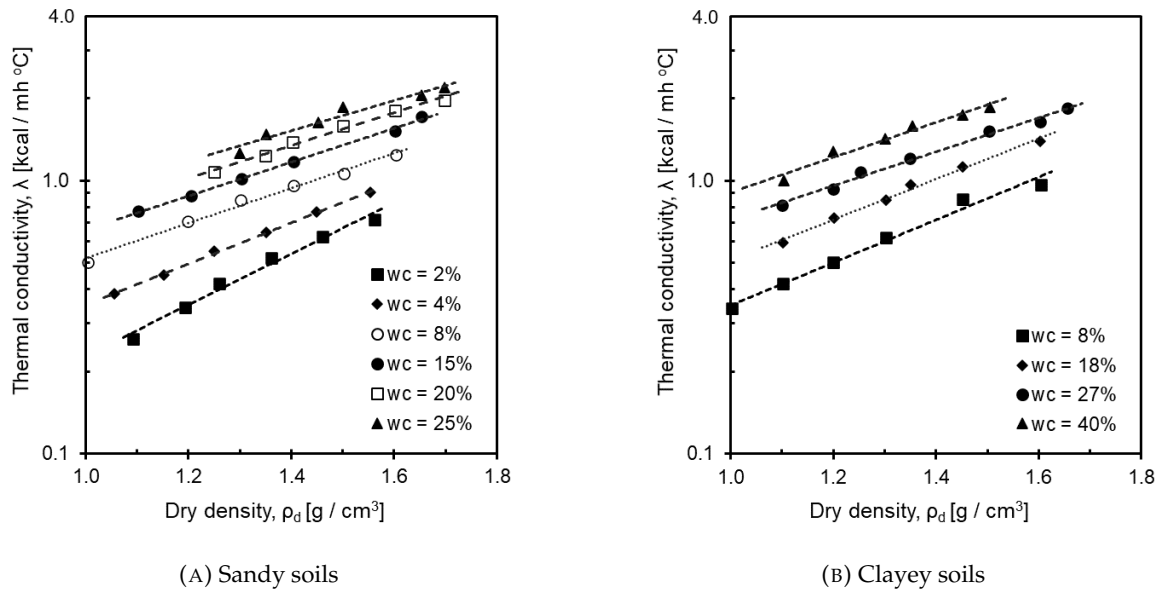 4.0
1.0
0.1
Thermal conductivity, λ [kcal / mh °C]
wc = 2%
wc = 4%
wc = 8%
wc = 15%
wc = 20%
wc = 25%
1.0 1.2 1.4 1.6 1.8
Dry density, ρd [g / cm³]
(A) Sandy soils
4.0
1.0
0.1
Thermal conductivity, λ [kcal / mh °C]
wc = 8%
wc = 18%
wc = 27%
wc = 40%
1.0 1.2 1.4 1.6 1.8
Dry density, ρd [g / cm³]
(B) Clayey soils